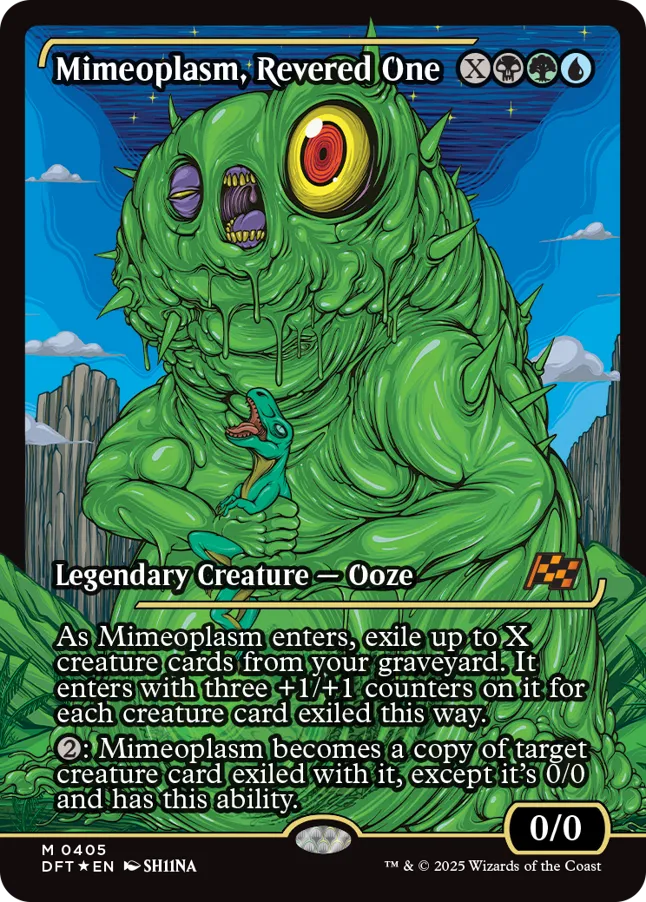 Mimeoplasm, Revered One X
Legendary Creature — Ooze
As Mimeoplasm enters, exile up to X
creature cards from your graveyard. It
enters with three +1/+1 counters on it for
each creature card exiled this way.
2: Mimeoplasm becomes a copy of target
creature card exiled with it, except it's 0/0
and has this ability.
0/0
M 0405
DFT★EN SH11NA
™ & © 2025 Wizards of the Coast